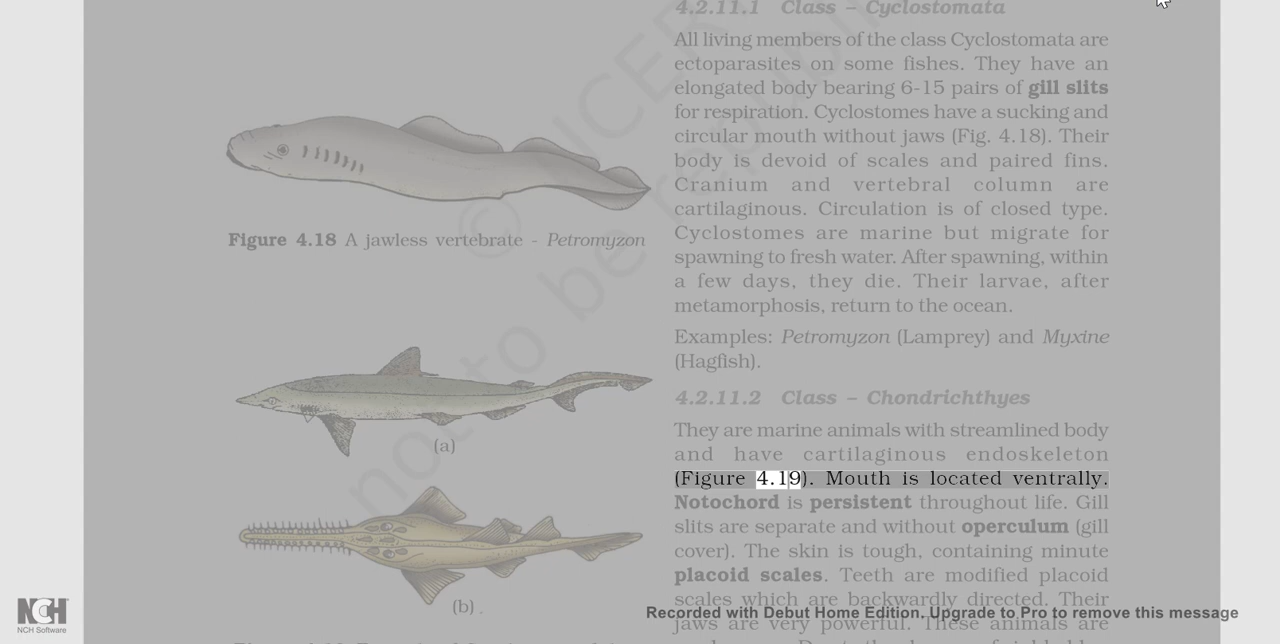 4.2.11.1 Class – Cyclostomata
All living members of the class Cyclostomata are
ectoparasites on some fishes. They have an
elongated body bearing 6-15 pairs of gill slits
for respiration. Cyclostomes have a sucking and
circular mouth without jaws (Fig. 4.18). Their
body is devoid of scales and paired fins.
Cranium and vertebral column are
cartilaginous. Circulation is of closed type.
Cyclostomes are marine but migrate for
spawning to fresh water. After spawning, within
a few days, they die. Their larvae, after
metamorphosis, return to the ocean.
Examples: Petromyzon (Lamprey) and Myxine
(Hagfish).
4.2.11.2 Class – Chondrichthyes
They are marine animals with streamlined body
and have cartilaginous endoskeleton
(Figure 4.19). Mouth is located ventrally.
Notochord is persistent throughout life. Gill
slits are separate and without operculum (gill
cover). The skin is tough, containing minute
placoid scales. Teeth are modified placoid
scales which are backwardly directed. Their
jaws are very powerful. These animals are
Figure 4.18 A jawless vertebrate - Petromyzon
(a)
(b) .
© NCER
not to be republi
NCH
NCH Software
Recorded with Debut Home Edition. Upgrade to Pro to remove this message